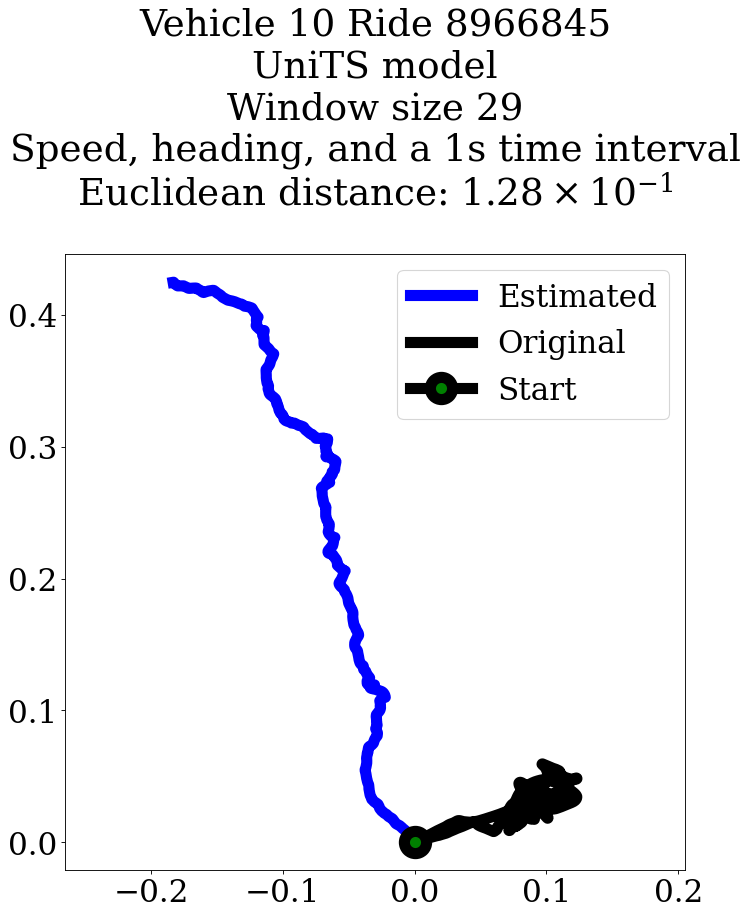 Vehicle 10 Ride 8966845
UniTS model
Window size 29
Speed, heading, and a 1s time interval
Euclidean distance: 1.28 × 10⁻¹
Estimated
Original
Start
0.4
0.3
0.2
0.1
0.0
−0.2
−0.1
0.0
0.1
0.2